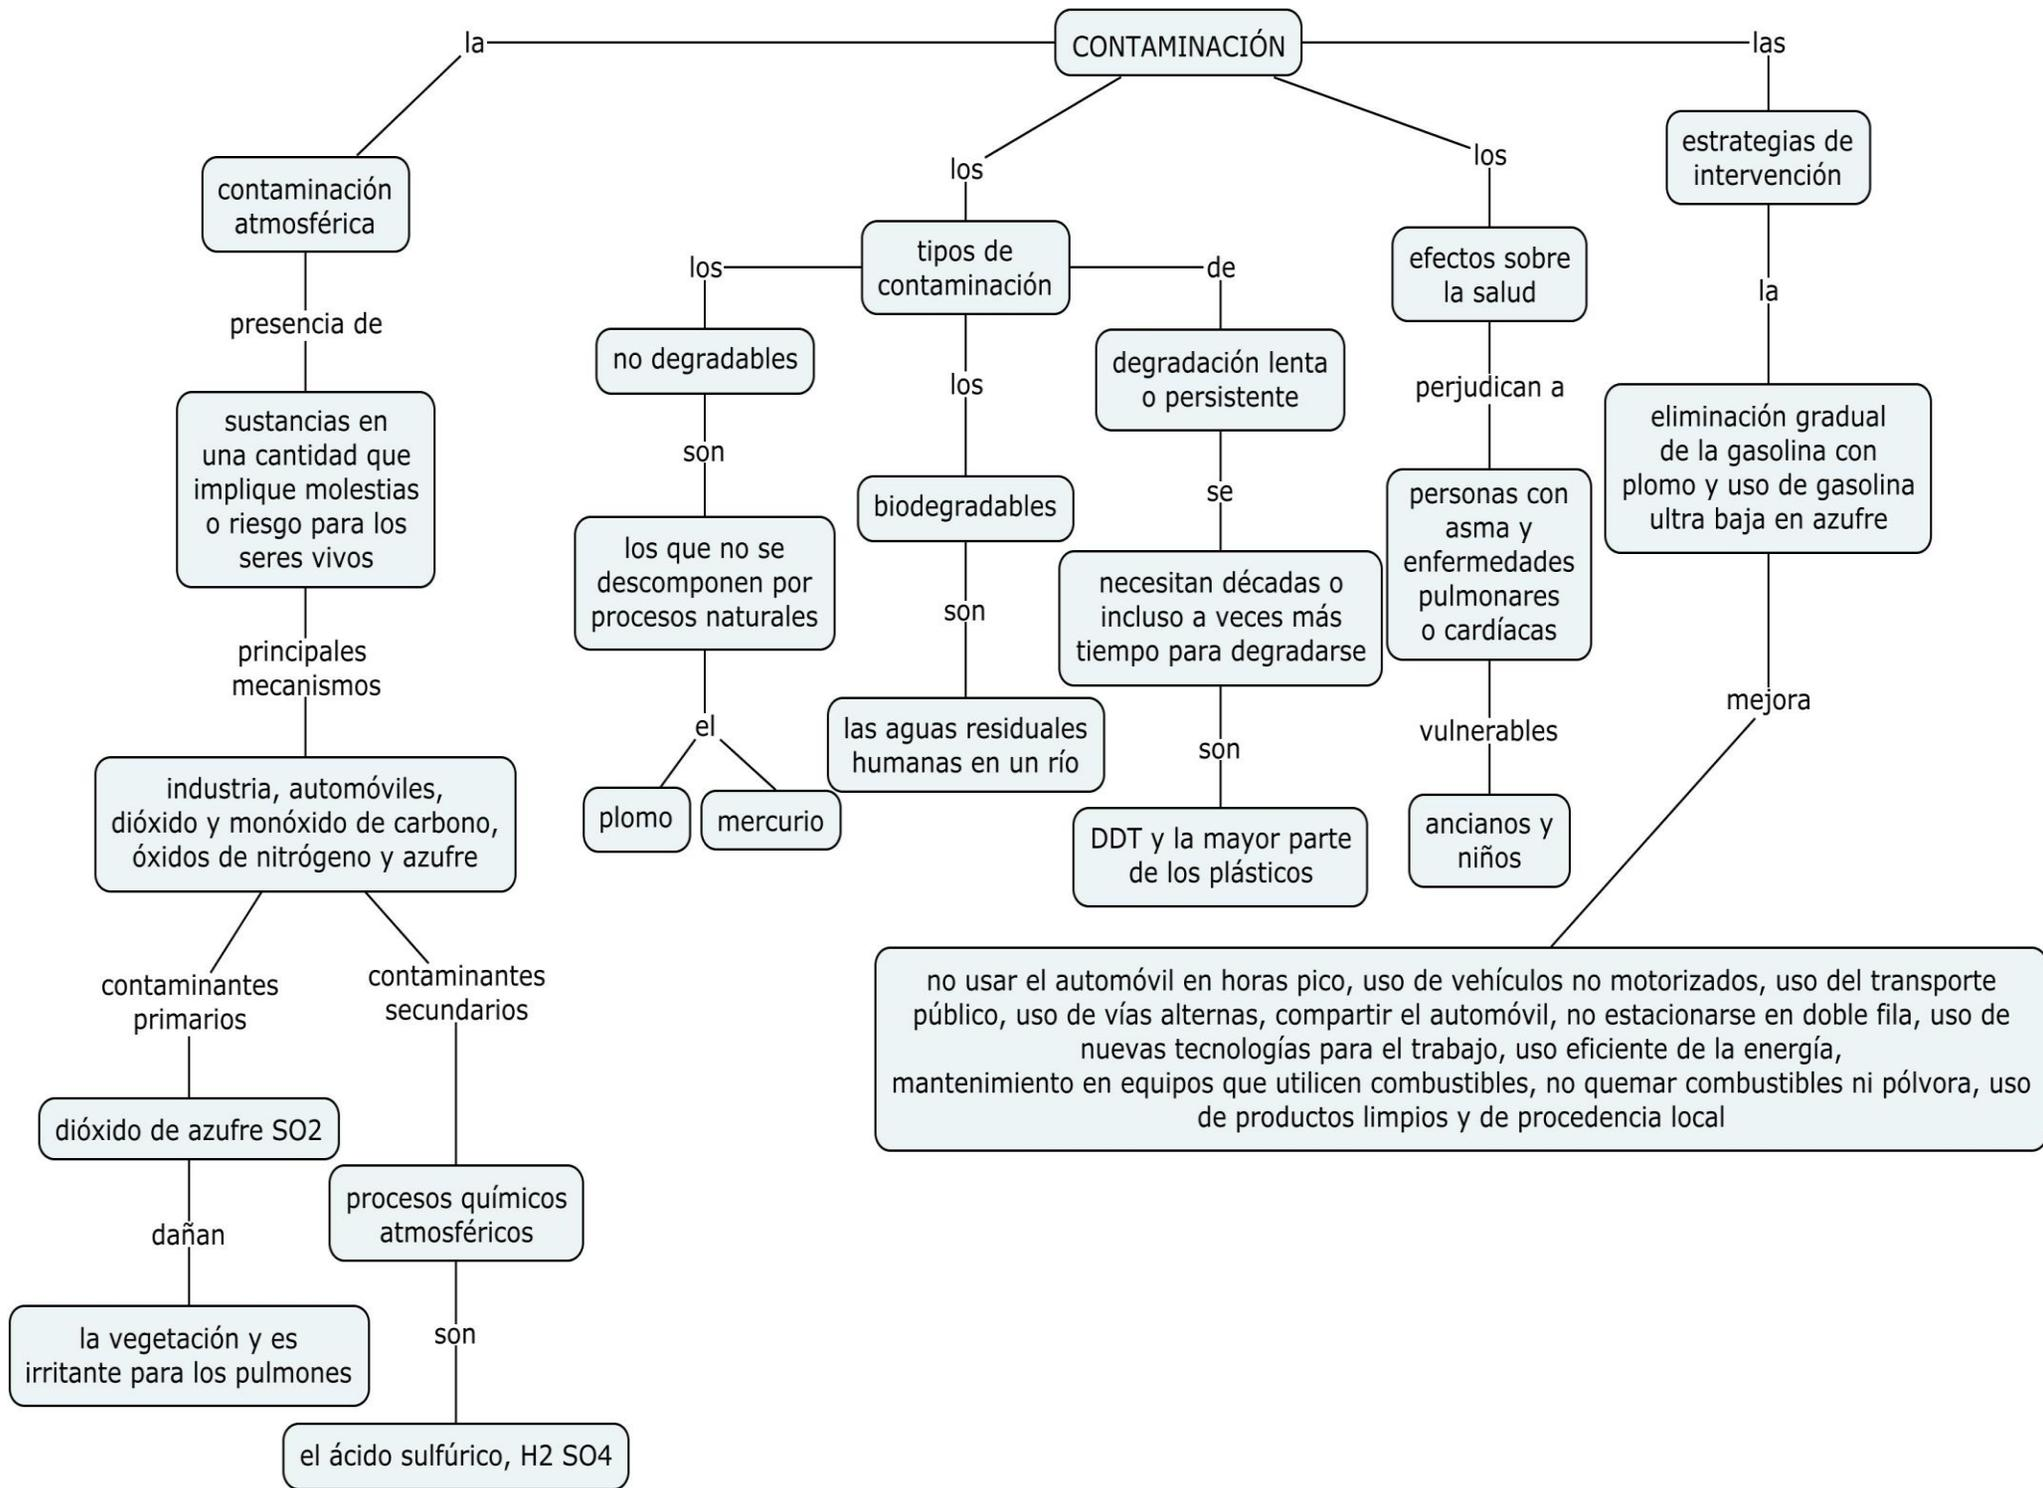 CONTAMINACIÓN
la
contaminación
atmosférica
presencia de
sustancias en
una cantidad que
implique molestias
o riesgo para los
seres vivos
principales
mecanismos
industria, automóviles,
dióxido y monóxido de carbono,
óxidos de nitrógeno y azufre
contaminantes
primarios
dióxido de azufre SO2
dañan
la vegetación y es
irritante para los pulmones
contaminantes
secundarios
procesos químicos
atmosféricos
son
el ácido sulfúrico, H2 SO4
los
tipos de
contaminación
los
no degradables
son
los que no se
descomponen por
procesos naturales
el
plomo
mercurio
los
biodegradables
son
las aguas residuales
humanas en un río
de
degradación lenta
o persistente
se
necesitan décadas o
incluso a veces más
tiempo para degradarse
son
DDT y la mayor parte
de los plásticos
los
efectos sobre
la salud
perjudican a
personas con
asma y
enfermedades
pulmonares
o cardíacas
vulnerables
ancianos y
niños
las
estrategias de
intervención
la
eliminación gradual
de la gasolina con
plomo y uso de gasolina
ultra baja en azufre
mejora
no usar el automóvil en horas pico, uso de vehículos no motorizados, uso del transporte
público, uso de vías alternas, compartir el automóvil, no estacionarse en doble fila, uso de
nuevas tecnologías para el trabajo, uso eficiente de la energía,
mantenimiento en equipos que utilicen combustibles, no quemar combustibles ni pólvora, uso
de productos limpios y de procedencia local